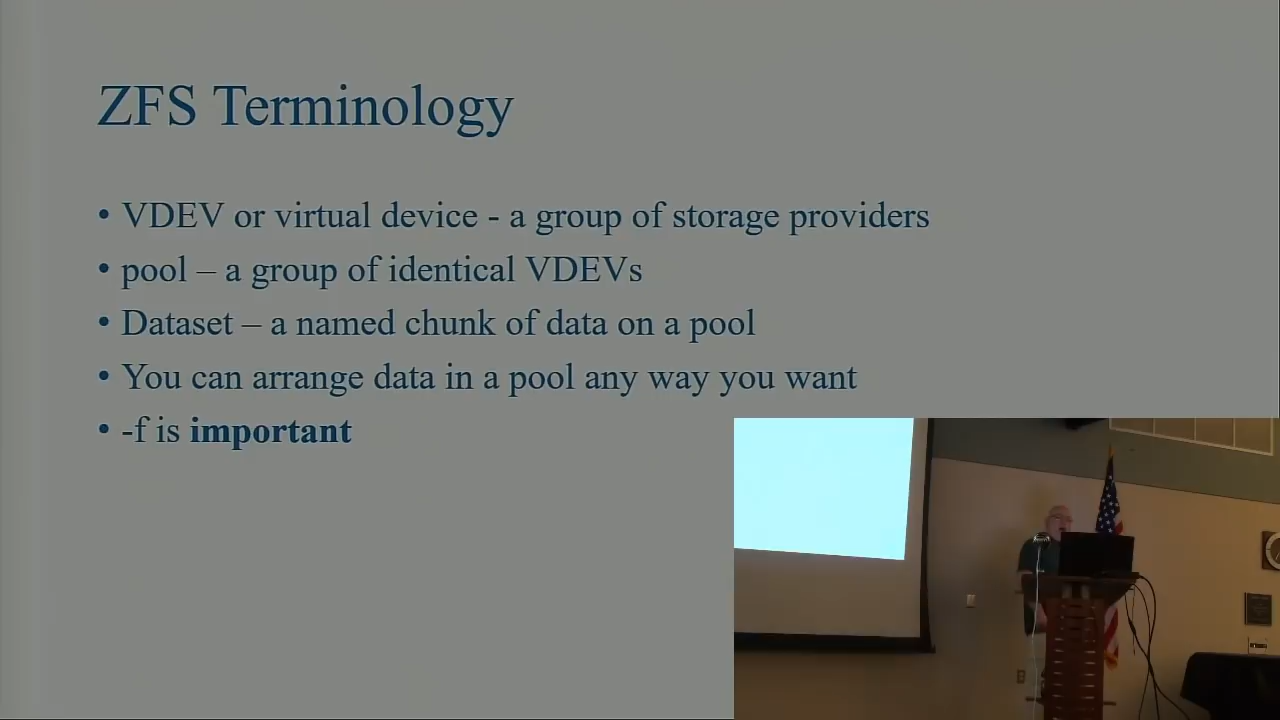 ZFS Terminology
• VDEV or virtual device - a group of storage providers
• pool – a group of identical VDEVs
• Dataset – a named chunk of data on a pool
• You can arrange data in a pool any way you want
• -f is important